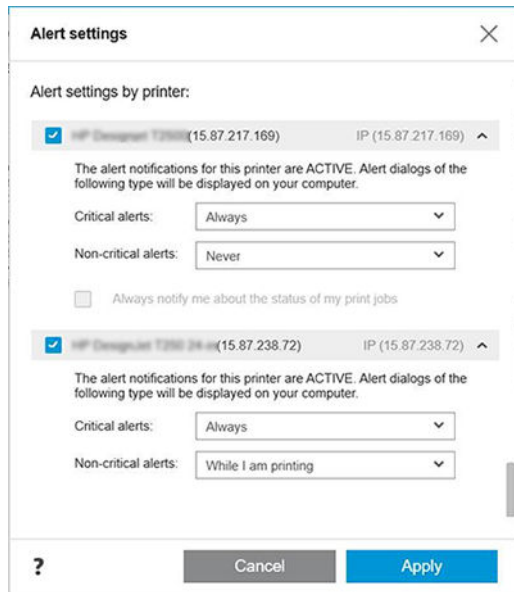 Alert settings
Alert settings by printer:
(15.87.217.169) IP (15.87.217.169)
The alert notifications for this printer are ACTIVE. Alert dialogs of the
following type will be displayed on your computer.
Critical alerts: Always
Non-critical alerts: Never
Always notify me about the status of my print jobs
(15.87.238.72) IP (15.87.238.72)
The alert notifications for this printer are ACTIVE. Alert dialogs of the
following type will be displayed on your computer.
Critical alerts: Always
Non-critical alerts: While I am printing
? Cancel Apply